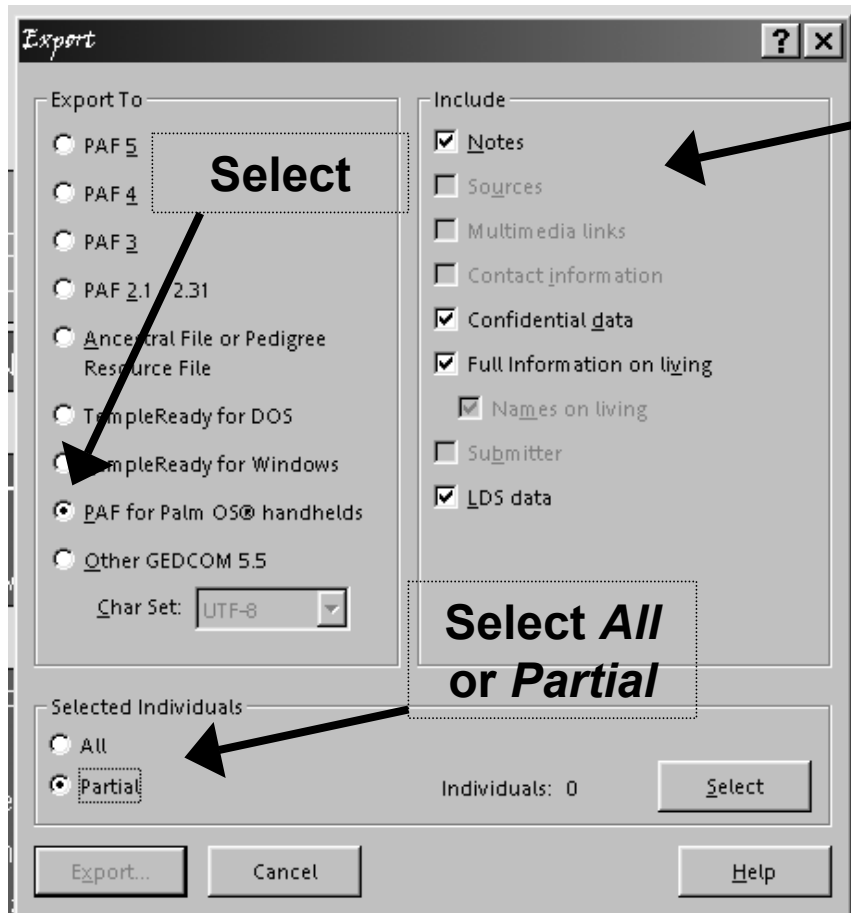 Export
Export To
PAF 5
PAF 4
PAF 3
PAF 2.1 2.31
Ancestral File or Pedigree
Resource File
TempleReady for DOS
TempleReady for Windows
PAF for Palm OS® handhelds
Other GEDCOM 5.5
Char Set: UTF-8
Select
Include
Notes
Sources
Multimedia links
Contact information
Confidential data
Full Information on living
Names on living
Submitter
LDS data
Select All
or Partial
Selected Individuals
All
Partial
Individuals: 0
Select
Export...
Cancel
Help